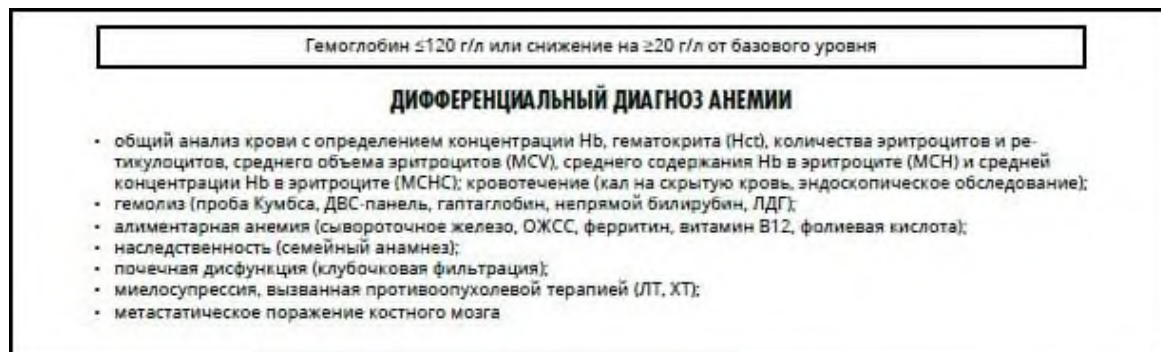 Гемоглобин ≤120 г/л или снижение на ≥20 г/л от базового уровня
ДИФФЕРЕНЦИАЛЬНЫЙ ДИАГНОЗ АНЕМИИ
• общий анализ крови с определением концентрации Hb, гематокрита (Hct), количества эритроцитов и ре-
тикулоцитов, среднего объема эритроцитов (MCV), среднего содержания Hb в эритроците (MCH) и средней
концентрации Hb в эритроците (MCHC); кровотечение (кал на скрытую кровь, эндоскопическое обследование);
• гемолиз (проба Кумбса, ДВС-панель, гаптаглобин, непрямой билирубин, ЛДГ);
• алиментарная анемия (сывороточное железо, ОЖСС, ферритин, витамин B12, фолиевая кислота);
• наследственность (семейный анамнез);
• почечная дисфункция (клубочковая фильтрация);
• миелосупрессия, вызванная противоопухолевой терапией (ЛТ, ХТ);
• метастатическое поражение костного мозга